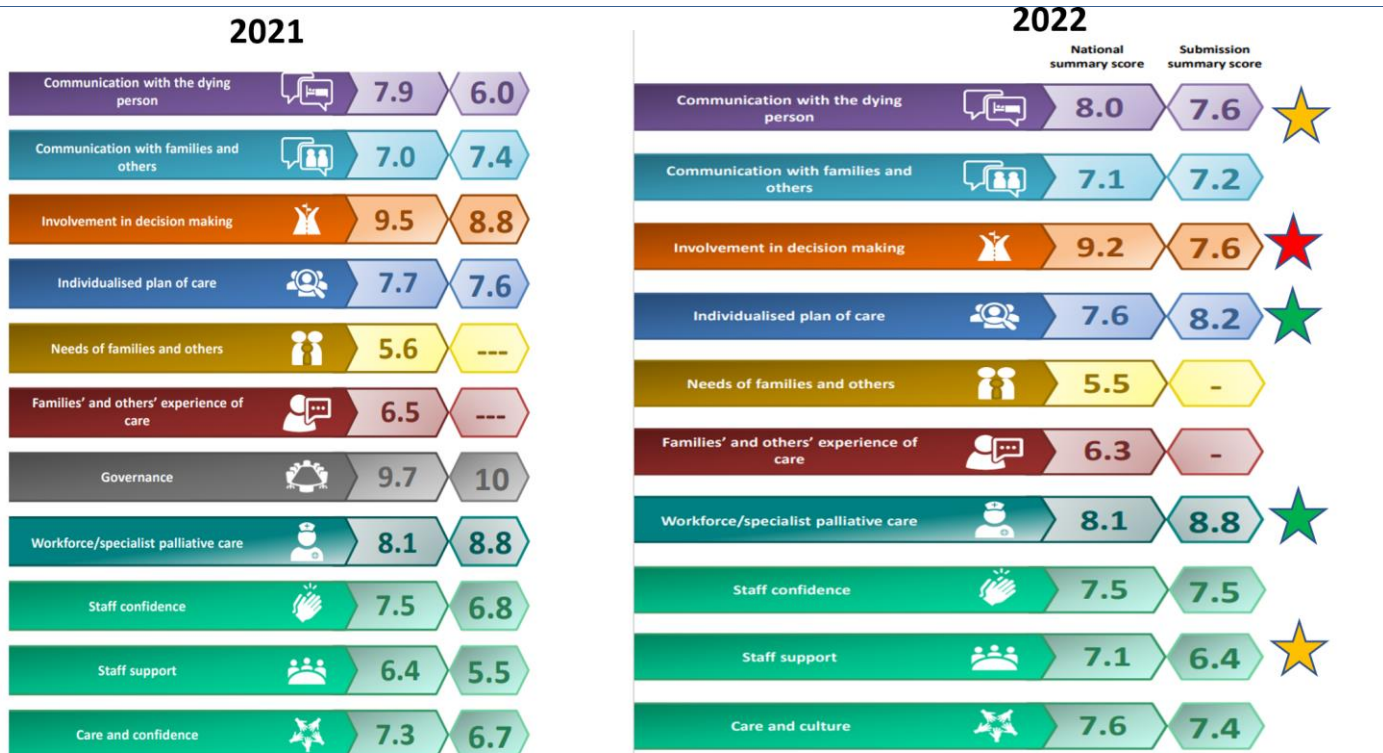 2021
Communication with the dying
person
7.9
6.0
Communication with families and
others
7.0
7.4
Involvement in decision making
9.5
8.8
Individualised plan of care
7.7
7.6
Needs of families and others
5.6
---
Families' and others' experience of
care
6.5
---
Governance
9.7
10
Workforce/specialist palliative care
8.1
8.8
Staff confidence
7.5
6.8
Staff support
6.4
5.5
Care and confidence
7.3
6.7
2022
National
summary score
Submission
summary score
Communication with the dying
person
8.0
7.6
Communication with families and
others
7.1
7.2
Involvement in decision making
9.2
7.6
Individualised plan of care
7.6
8.2
Needs of families and others
5.5
-
Families' and others' experience of
care
6.3
-
Workforce/specialist palliative care
8.1
8.8
Staff confidence
7.5
7.5
Staff support
7.1
6.4
Care and culture
7.6
7.4